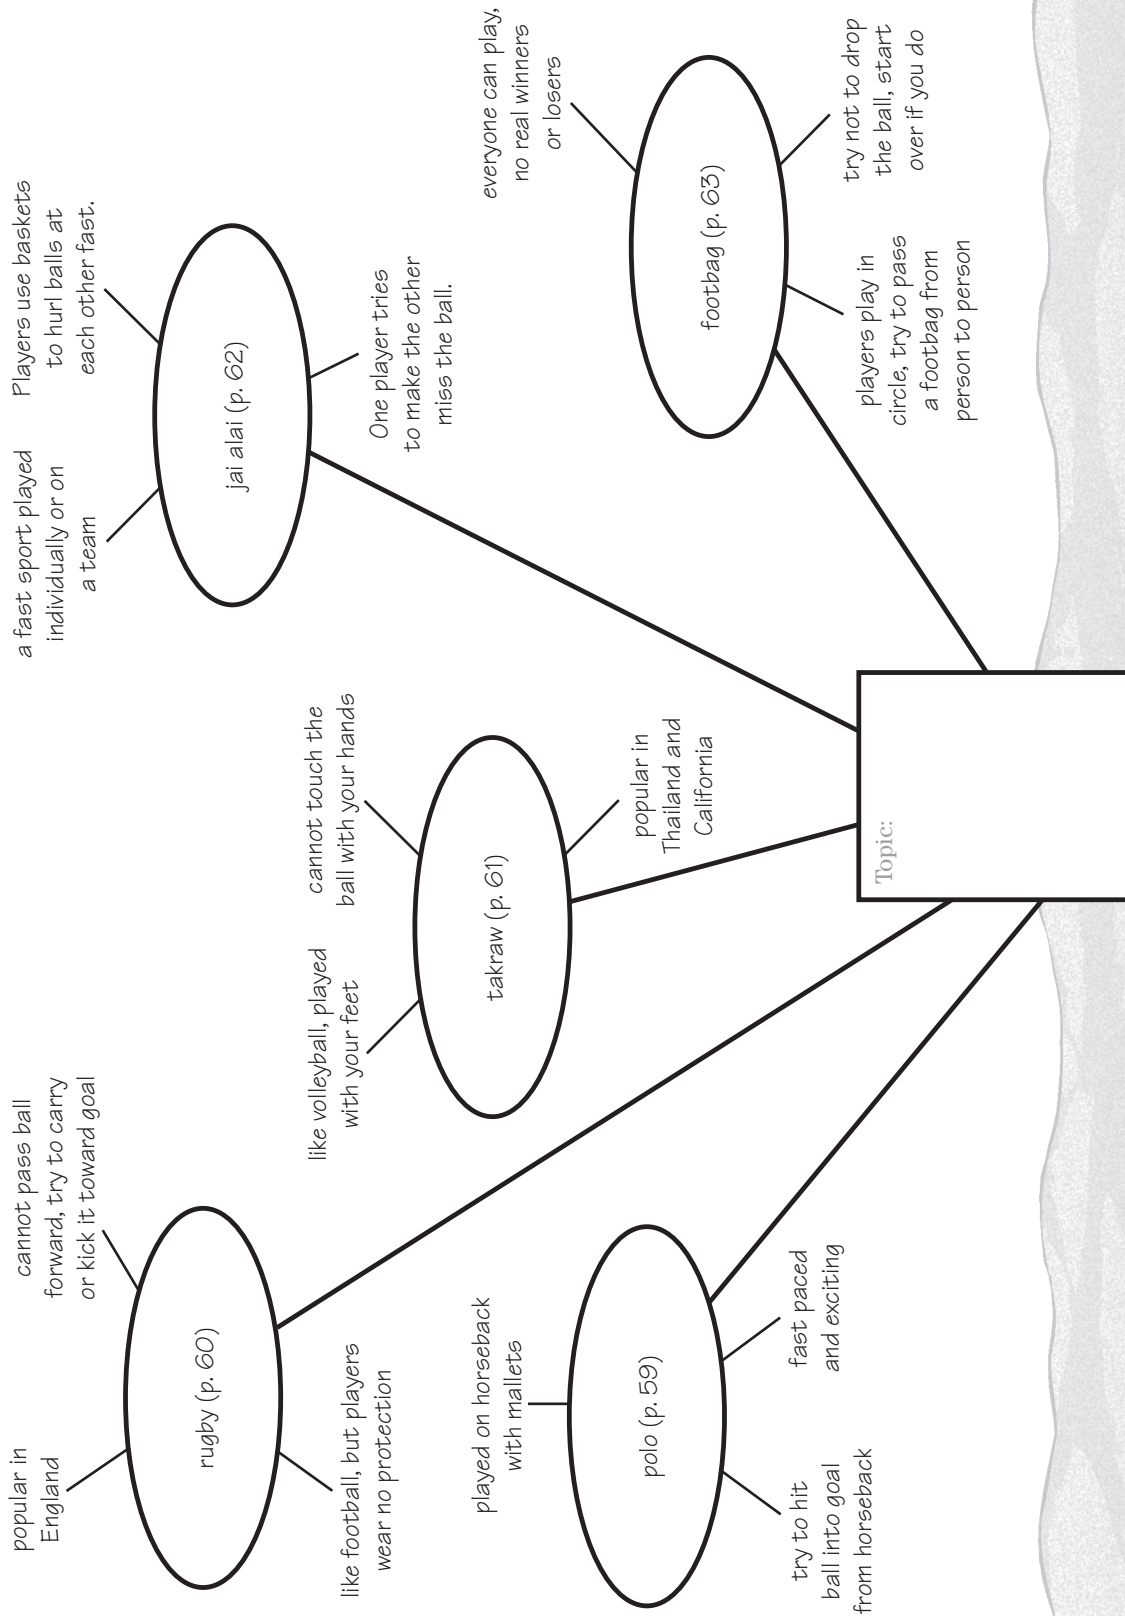 popular in
England
cannot pass ball
forward, try to carry
or kick it toward goal
rugby (p. 60)
like football, but players
wear no protection
a fast sport played
individually or on
a team
Players use baskets
to hurl balls at
each other fast.
jai alai (p. 62)
One player tries
to make the other
miss the ball.
like volleyball, played
with your feet
cannot touch the
ball with your hands
takraw (p. 61)
popular in
Thailand and
California
played on horseback
with mallets
polo (p. 59)
try to hit
ball into goal
from horseback
fast paced
and exciting
everyone can play,
no real winners
or losers
footbag (p. 63)
players play in
circle, try to pass
a footbag from
person to person
try not to drop
the ball, start
over if you do
Topic: